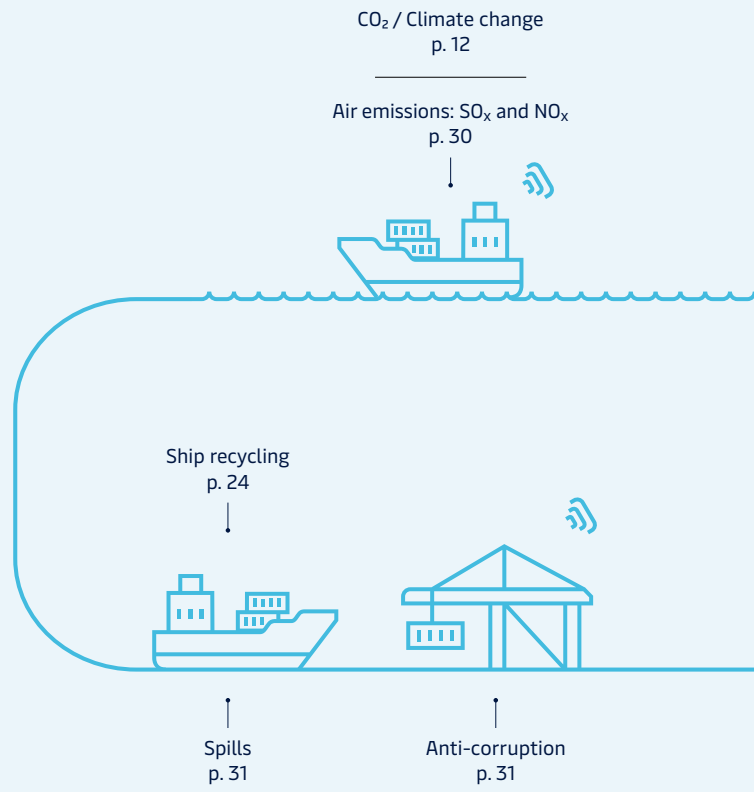 CO₂ / Climate change
p. 12
Air emissions: SOₓ and NOₓ
p. 30
Ship recycling
p. 24
Spills
p. 31
Anti-corruption
p. 31